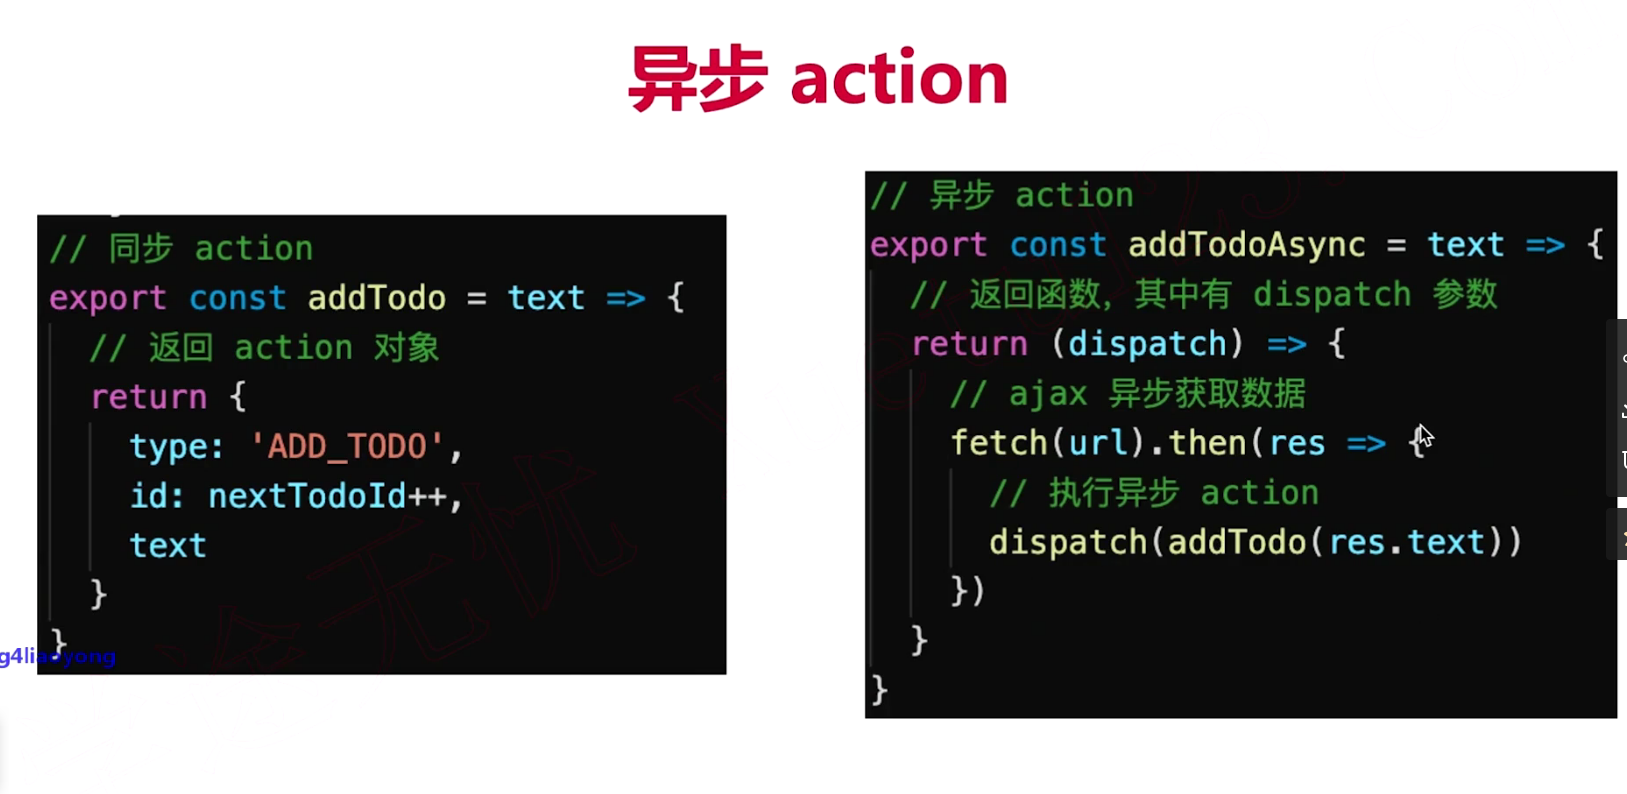 异步 action
// 同步 action
export const addTodo = text => {
// 返回 action 对象
return {
type: 'ADD_TODO',
id: nextTodoId++,
text
}
}
g4liaoyong
// 异步 action
export const addTodoAsync = text => {
// 返回函数，其中有 dispatch 参数
return (dispatch) => {
// ajax 异步获取数据
fetch(url).then(res => {
// 执行异步 action
dispatch(addTodo(res.text))
})
}
}